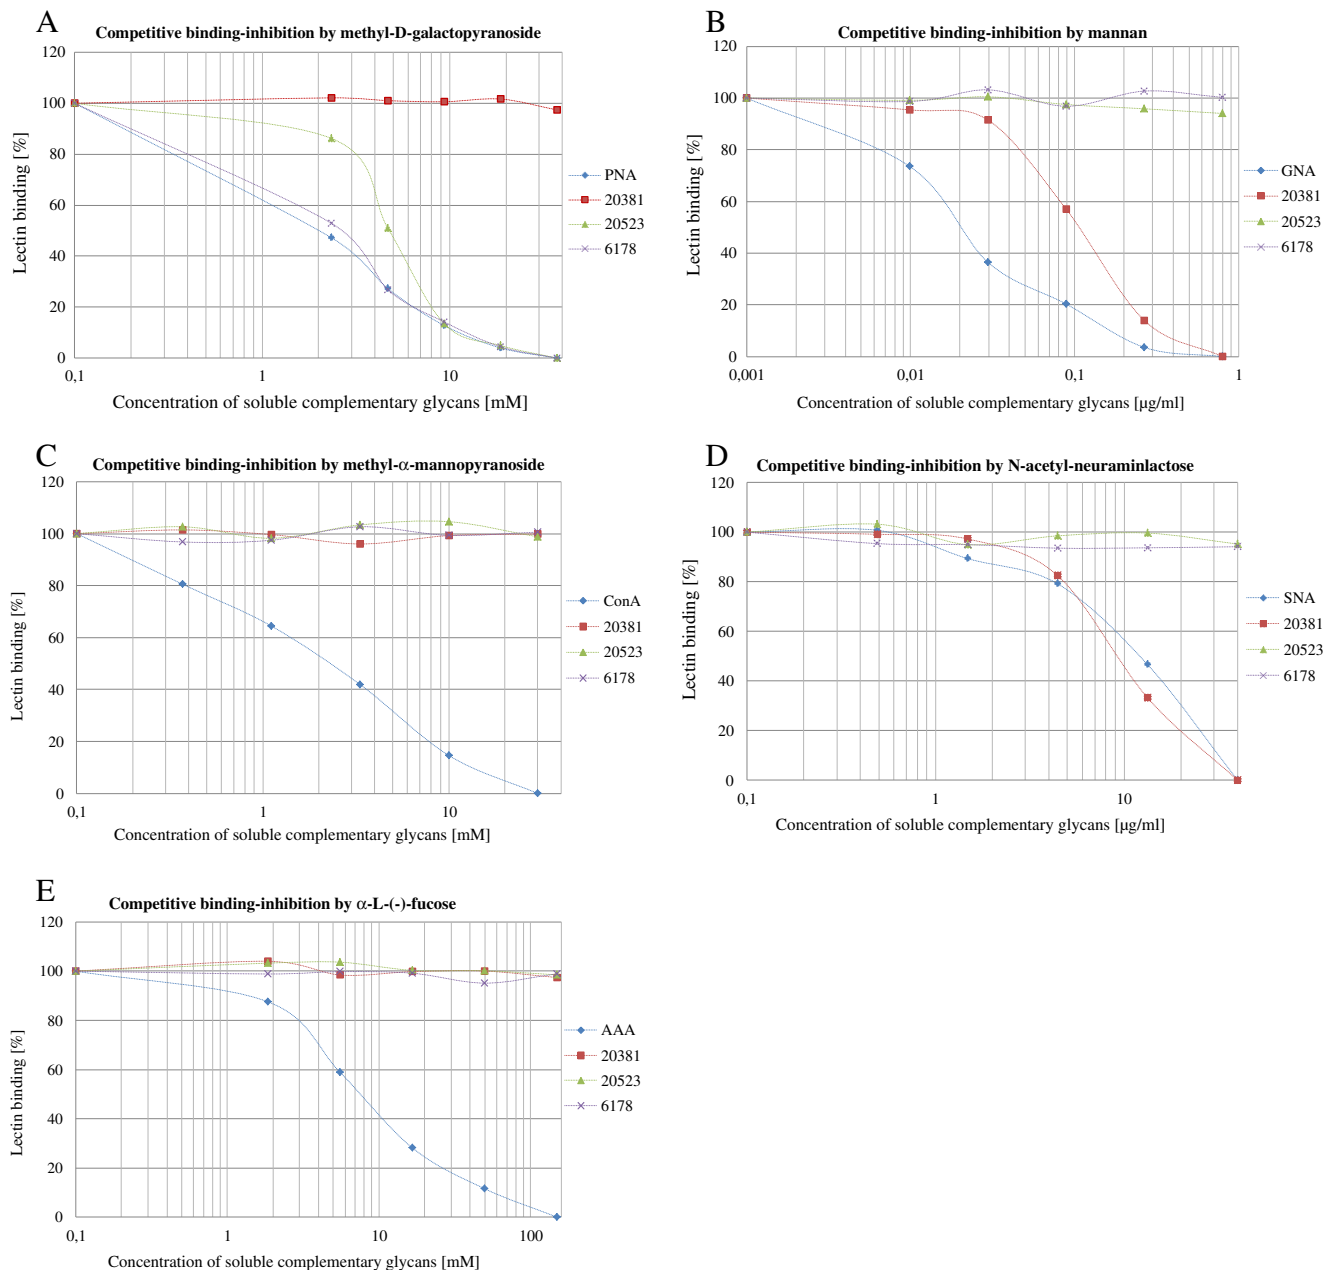 A
Competitive binding-inhibition by methyl-D-galactopyranoside
120
100
80
60
40
20
0
Lectin binding [%]
0,1
1
10
Concentration of soluble complementary glycans [mM]
PNA
20381
20523
6178
B
Competitive binding-inhibition by mannan
120
100
80
60
40
20
0
Lectin binding [%]
0,001
0,01
0,1
1
Concentration of soluble complementary glycans [µg/ml]
GNA
20381
20523
6178
C
Competitive binding-inhibition by methyl-α-mannopyranoside
120
100
80
60
40
20
0
Lectin binding [%]
0,1
1
10
Concentration of soluble complementary glycans [mM]
ConA
20381
20523
6178
D
Competitive binding-inhibition by N-acetyl-neuraminlactose
120
100
80
60
40
20
0
Lectin binding [%]
0,1
1
10
Concentration of soluble complementary glycans [µg/ml]
SNA
20381
20523
6178
E
Competitive binding-inhibition by α-L-(-)-fucose
120
100
80
60
40
20
0
Lectin binding [%]
0,1
1
10
100
Concentration of soluble complementary glycans [mM]
AAA
20381
20523
6178